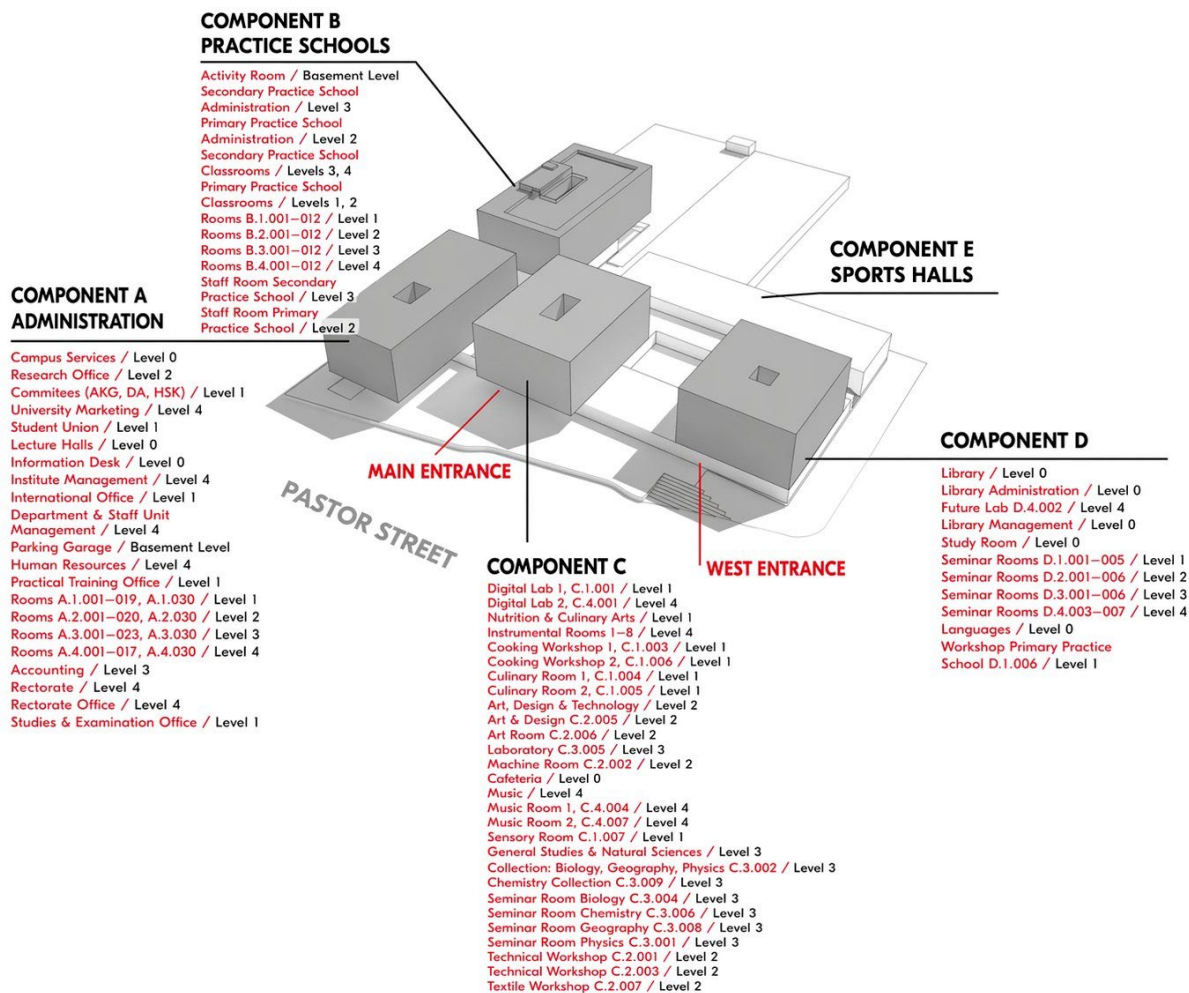 COMPONENT B
PRACTICE SCHOOLS
Activity Room / Basement Level
Secondary Practice School
Administration / Level 3
Primary Practice School
Administration / Level 2
Secondary Practice School
Classrooms / Levels 3, 4
Primary Practice School
Classrooms / Levels 1, 2
Rooms B.1.001–012 / Level 1
Rooms B.2.001–012 / Level 2
Rooms B.3.001–012 / Level 3
Rooms B.4.001–012 / Level 4
Staff Room Secondary
Practice School / Level 3
Staff Room Primary
Practice School / Level 2
COMPONENT A
ADMINISTRATION
Campus Services / Level 0
Research Office / Level 2
Commitees (AKG, DA, HSK) / Level 1
University Marketing / Level 4
Student Union / Level 1
Lecture Halls / Level 0
Information Desk / Level 0
Institute Management / Level 4
International Office / Level 1
Department & Staff Unit
Management / Level 4
Parking Garage / Basement Level
Human Resources / Level 4
Practical Training Office / Level 1
Rooms A.1.001–019, A.1.030 / Level 1
Rooms A.2.001–020, A.2.030 / Level 2
Rooms A.3.001–023, A.3.030 / Level 3
Rooms A.4.001–017, A.4.030 / Level 4
Accounting / Level 3
Rectorate / Level 4
Rectorate Office / Level 4
Studies & Examination Office / Level 1
COMPONENT E
SPORTS HALLS
MAIN ENTRANCE
PASTOR STREET
WEST ENTRANCE
COMPONENT C
Digital Lab 1, C.1.001 / Level 1
Digital Lab 2, C.4.001 / Level 4
Nutrition & Culinary Arts / Level 1
Instrumental Rooms 1–8 / Level 4
Cooking Workshop 1, C.1.003 / Level 1
Cooking Workshop 2, C.1.006 / Level 1
Culinary Room 1, C.1.004 / Level 1
Culinary Room 2, C.1.005 / Level 1
Art, Design & Technology / Level 2
Art & Design C.2.005 / Level 2
Art Room C.2.006 / Level 2
Laboratory C.3.005 / Level 3
Machine Room C.2.002 / Level 2
Cafeteria / Level 0
Music / Level 4
Music Room 1, C.4.004 / Level 4
Music Room 2, C.4.007 / Level 4
Sensory Room C.1.007 / Level 1
General Studies & Natural Sciences / Level 3
Collection: Biology, Geography, Physics C.3.002 / Level 3
Chemistry Collection C.3.009 / Level 3
Seminar Room Biology C.3.004 / Level 3
Seminar Room Chemistry C.3.006 / Level 3
Seminar Room Geography C.3.008 / Level 3
Seminar Room Physics C.3.001 / Level 3
Technical Workshop C.2.001 / Level 2
Technical Workshop C.2.003 / Level 2
Textile Workshop C.2.007 / Level 2
COMPONENT D
Library / Level 0
Library Administration / Level 0
Future Lab D.4.002 / Level 4
Library Management / Level 0
Study Room / Level 0
Seminar Rooms D.1.001–005 / Level 1
Seminar Rooms D.2.001–006 / Level 2
Seminar Rooms D.3.001–006 / Level 3
Seminar Rooms D.4.003–007 / Level 4
Languages / Level 0
Workshop Primary Practice
School D.1.006 / Level 1